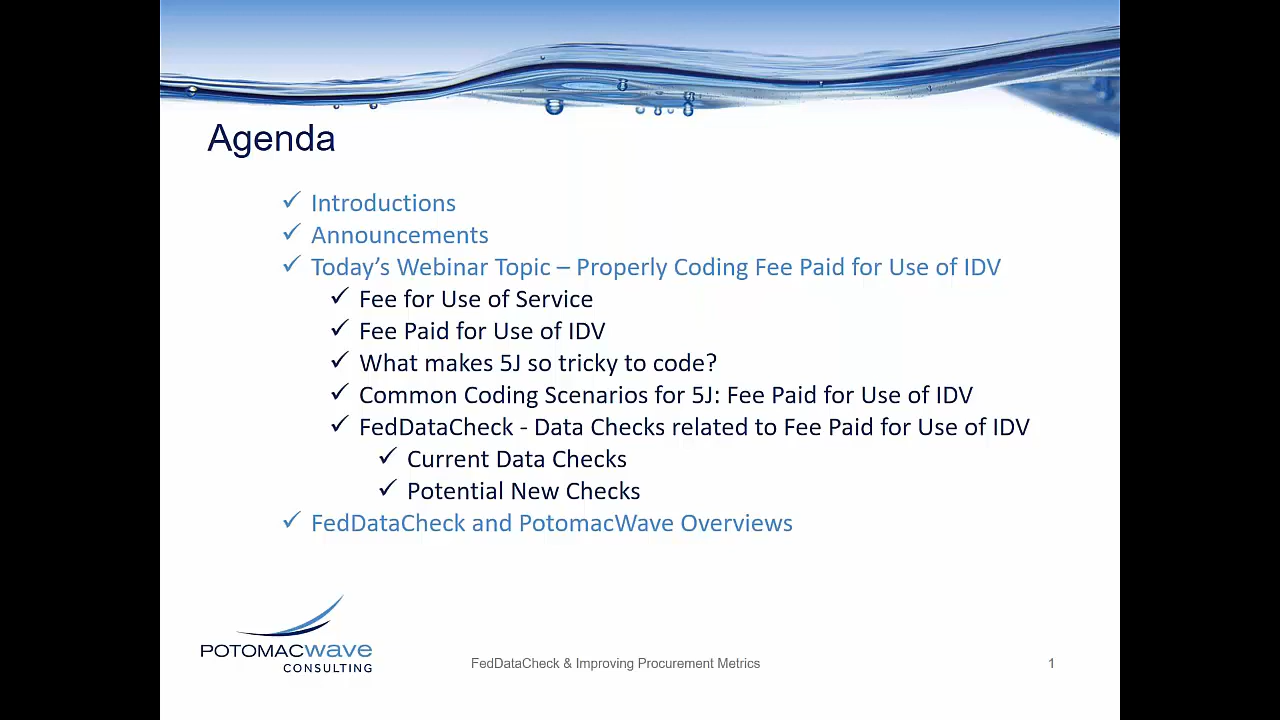 Agenda
✓ Introductions
✓ Announcements
✓ Today’s Webinar Topic – Properly Coding Fee Paid for Use of IDV
✓ Fee for Use of Service
✓ Fee Paid for Use of IDV
✓ What makes 5J so tricky to code?
✓ Common Coding Scenarios for 5J: Fee Paid for Use of IDV
✓ FedDataCheck - Data Checks related to Fee Paid for Use of IDV
✓ Current Data Checks
✓ Potential New Checks
✓ FedDataCheck and PotomacWave Overviews
POTOMACWAVE
CONSULTING
FedDataCheck & Improving Procurement Metrics
1